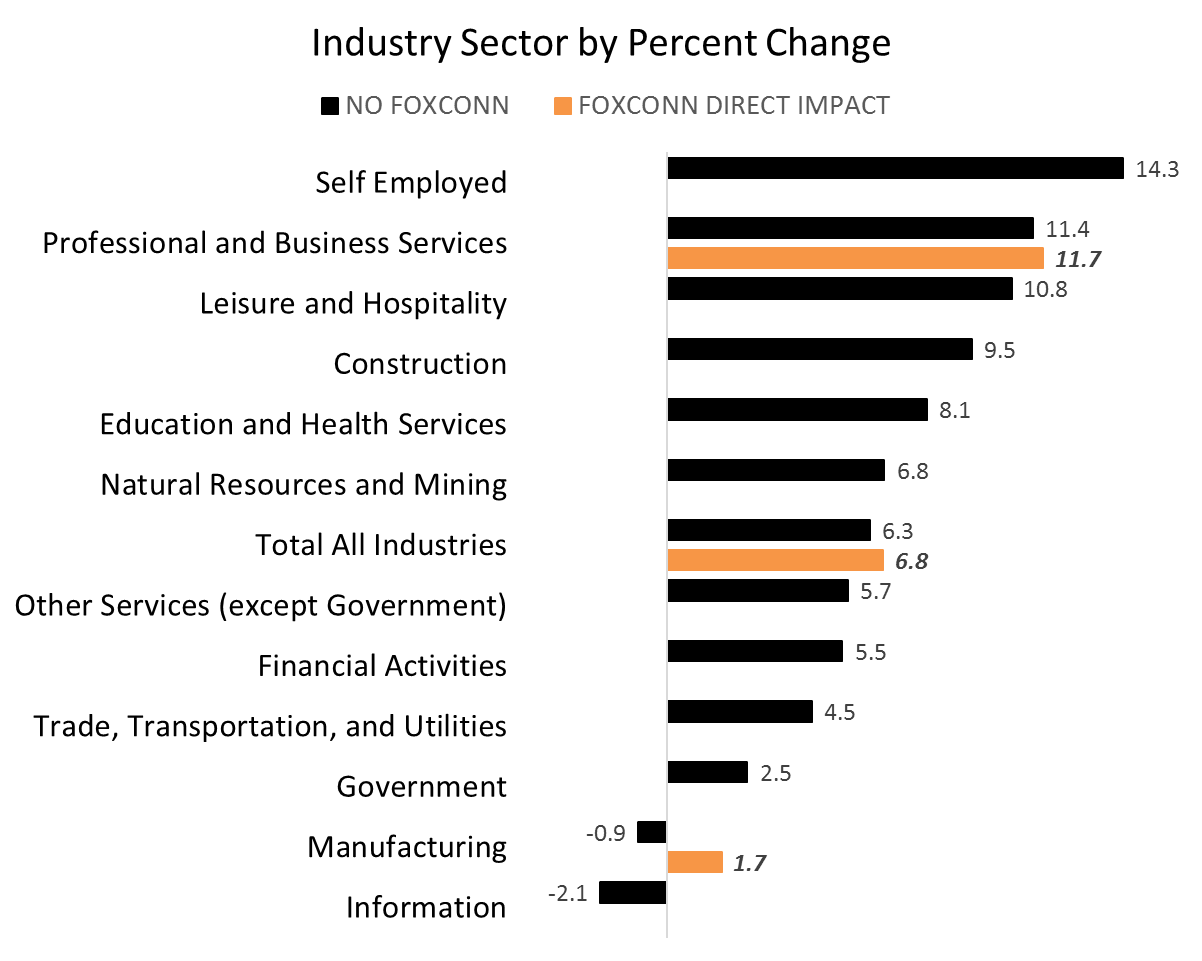 Industry Sector by Percent Change
NO FOXCONN FOXCONN DIRECT IMPACT
Self Employed 14.3
Professional and Business Services 11.4
11.7
Leisure and Hospitality 10.8
Construction 9.5
Education and Health Services 8.1
Natural Resources and Mining 6.8
Total All Industries 6.3
6.8
Other Services (except Government) 5.7
Financial Activities 5.5
Trade, Transportation, and Utilities 4.5
Government 2.5
Manufacturing -0.9
1.7
Information -2.1